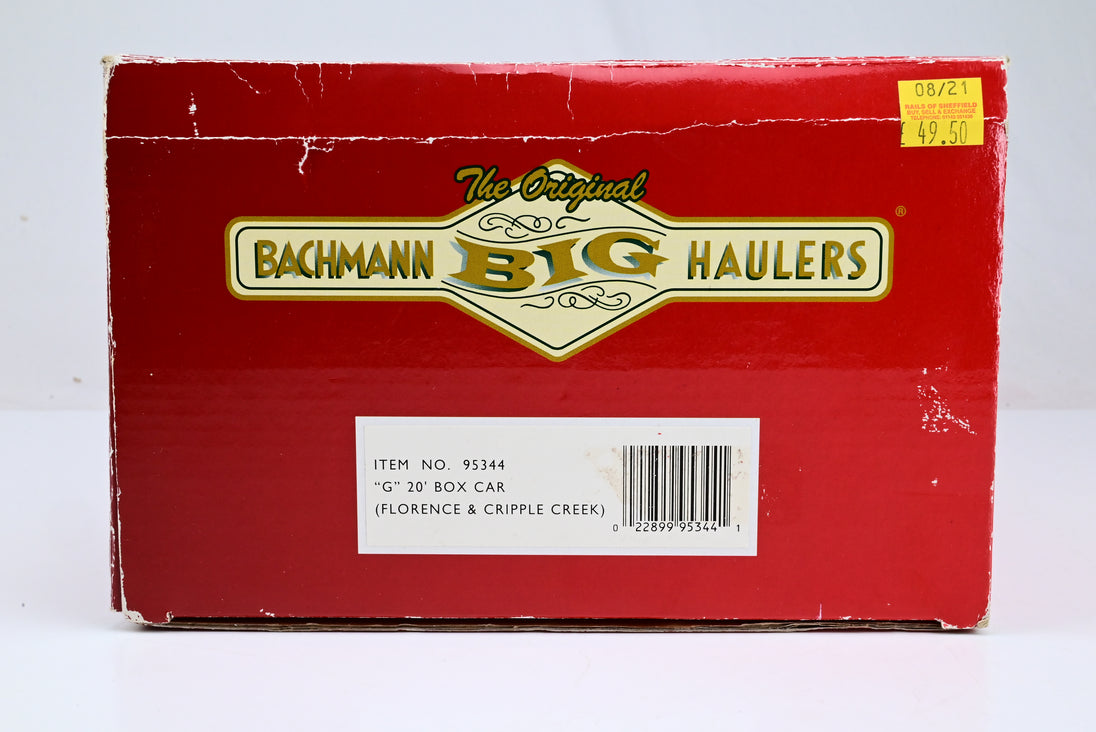 08/21
RAILS OF SHEFFIELD
BUY, SELL & EXCHANGE
£ 49.50
The Original
BACHMANN BIG HAULERS ®
ITEM NO. 95344
“G” 20' BOX CAR
(FLORENCE & CRIPPLE CREEK)
0 22899 95344 1